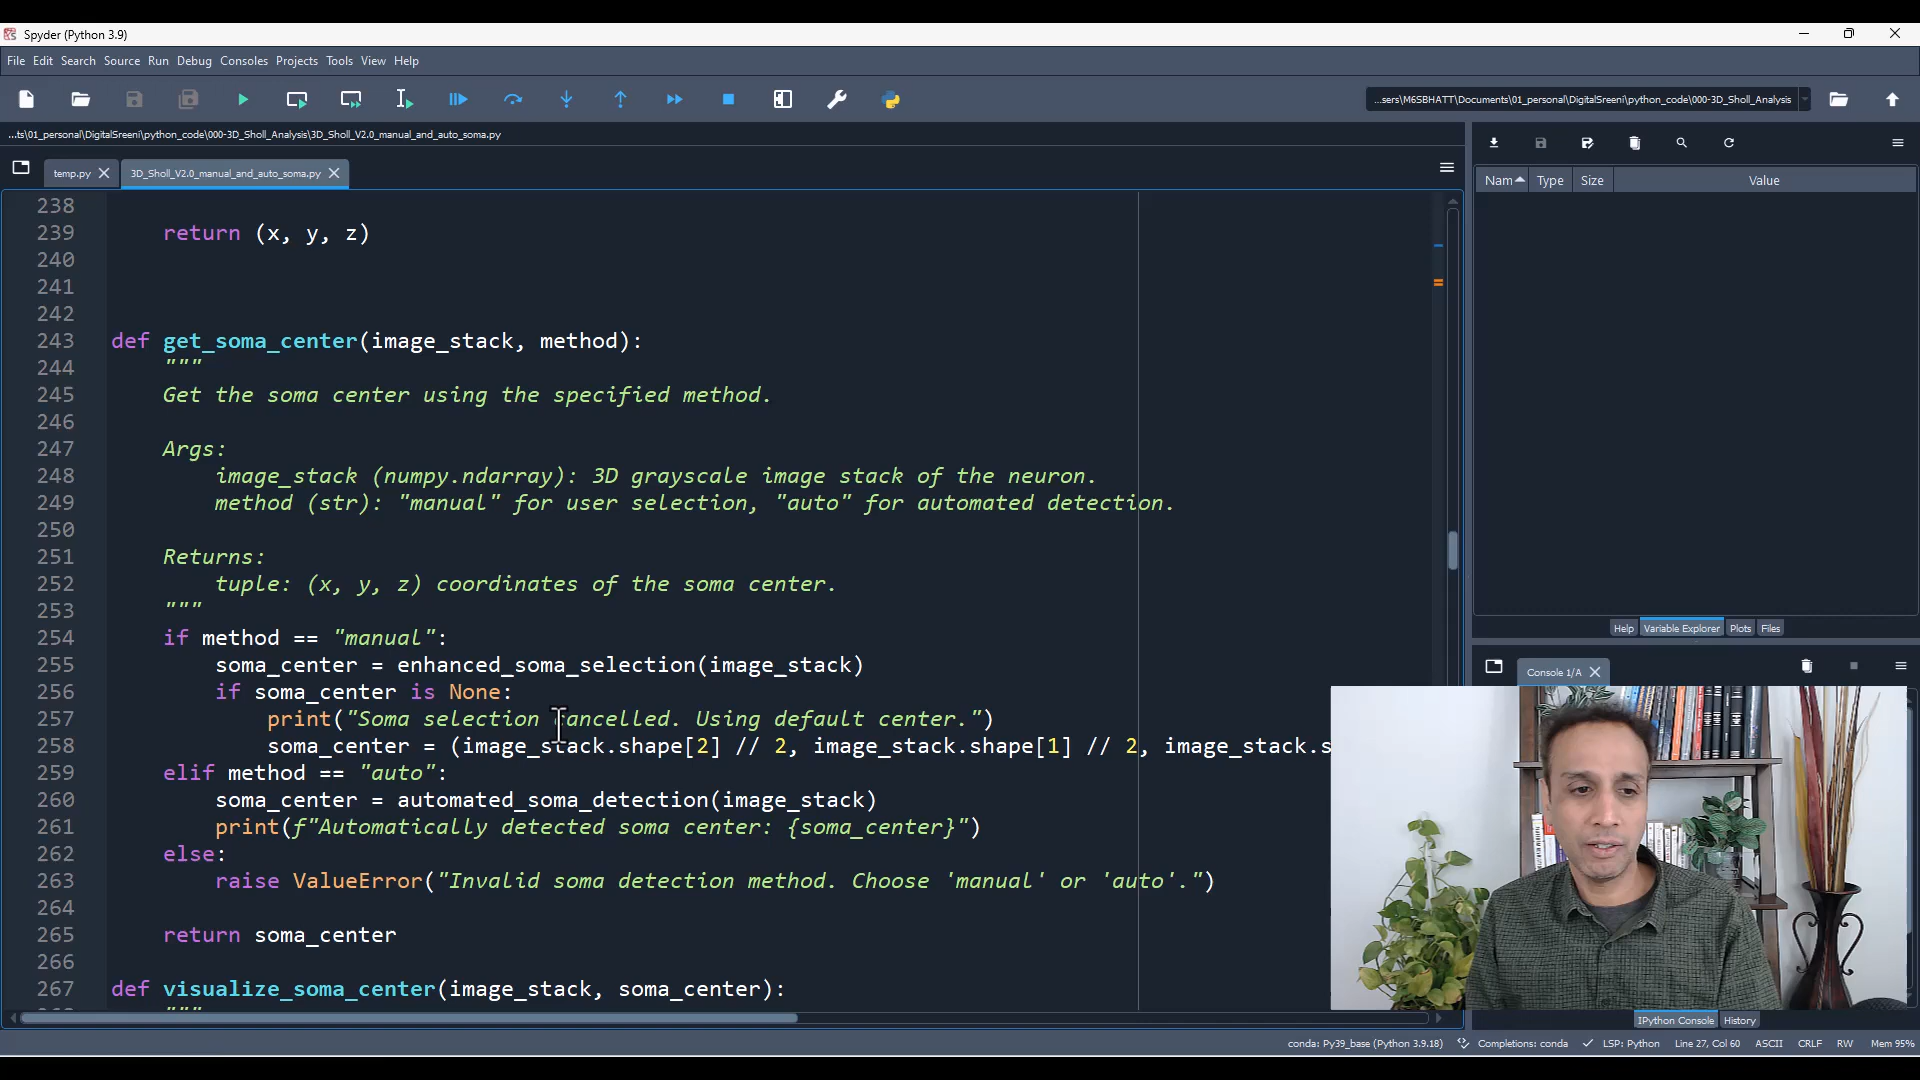 Spyder (Python 3.9)
File Edit Search Source Run Debug Consoles Projects Tools View Help
...sers\M6SBHATT\Documents\01_personal\DigitalSreeni\python_code\000-3D_Sholl_Analysis
...ts\01_personal\DigitalSreeni\python_code\000-3D_Sholl_Analysis\3D_Sholl_V2.0_manual_and_auto_soma.py
temp.py 3D_Sholl_V2.0_manual_and_auto_soma.py
238
239 return (x, y, z)
240
241
242
243 def get_soma_center(image_stack, method):
244 """
245 Get the soma center using the specified method.
246
247 Args:
248 image_stack (numpy.ndarray): 3D grayscale image stack of the neuron.
249 method (str): "manual" for user selection, "auto" for automated detection.
250
251 Returns:
252 tuple: (x, y, z) coordinates of the soma center.
253 """
254 if method == "manual":
255 soma_center = enhanced_soma_selection(image_stack)
256 if soma_center is None:
257 print("Soma selection cancelled. Using default center.")
258 soma_center = (image_stack.shape[2] // 2, image_stack.shape[1] // 2, image_stack.s
259 elif method == "auto":
260 soma_center = automated_soma_detection(image_stack)
261 print(f"Automatically detected soma center: {soma_center}")
262 else:
263 raise ValueError("Invalid soma detection method. Choose 'manual' or 'auto'.")
264
265 return soma_center
266
267 def visualize_soma_center(image_stack, soma_center):
"""
Nam Type Size Value
Help Variable Explorer Plots Files
Console 1/A
IPython Console History
conda: Py39_base (Python 3.9.18) Completions: conda LSP: Python Line 27, Col 60 ASCII CRLF RW Mem 95%